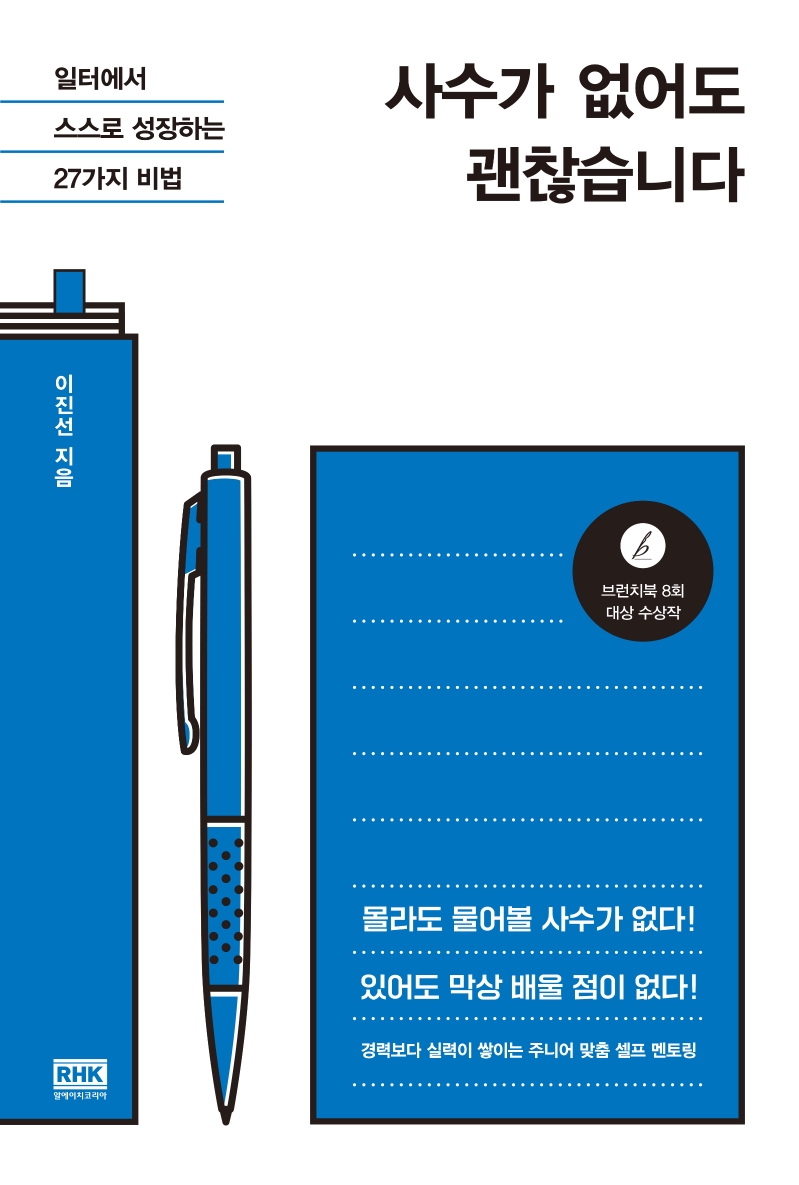 일터에서
스스로 성장하는
27가지 비법
사수가 없어도
괜찮습니다
이진선 지음
b
브런치북 8회
대상 수상작
몰라도 물어볼 사수가 없다!
있어도 막상 배울 점이 없다!
경력보다 실력이 쌓이는 주니어 맞춤 셀프 멘토링
RHK
알에이치코리아